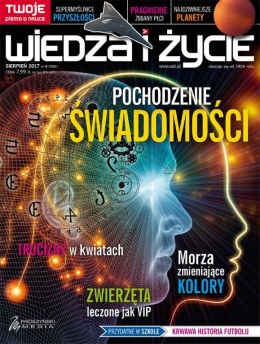 TWOJE
pismo o nauce
SUPERMYŚLIWCE
PRZYSZŁOŚCI
PRAGNIENIE
ZMIANY PŁCI
NAJDZIWNIEJSZE
PLANETY
WIEDZA I ŻYCIE
SIERPIEŃ 2017
CENA 7,99 zł
www.wiz.pl
ukazuje się od 1926 roku
POCHODZENIE
ŚWIADOMOŚCI
TRUCIZNY w kwiatach
Morza
zmieniające
KOLORY
ZWIERZĘTA
leczone jak VIP
PRÓSZYŃSKI
MEDIA
PRZYDATNE W SZKOLE
KRWAWA HISTORIA FUTBOLU